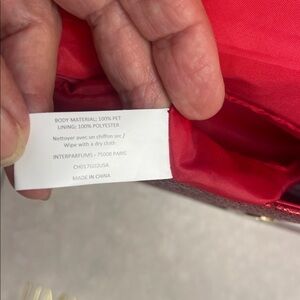 BODY MATERIAL: 100% PET
LINING: 100% POLYESTER
Nettoyer avec un chiffon sec /
Wipe with a dry cloth
INTERPARFUMS - 75008 PARIS
CH017G02USA
MADE IN CHINA